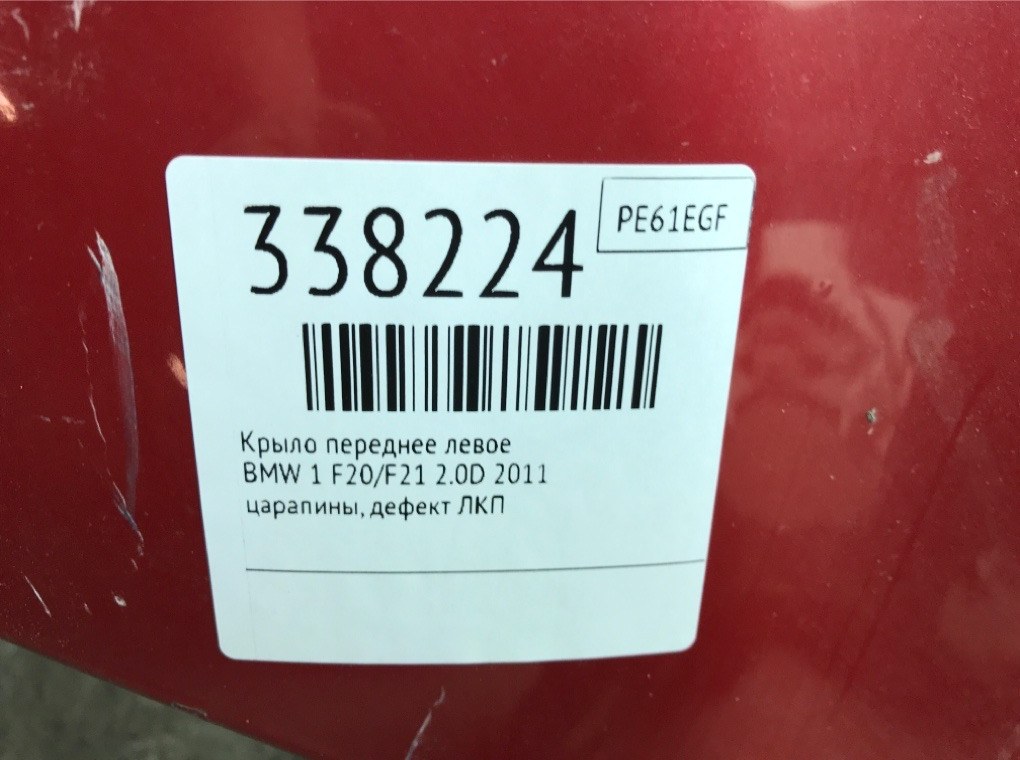 338224
PE61EGF
Крыло переднее левое
BMW 1 F20/F21 2.0D 2011
царапины, дефект ЛКП